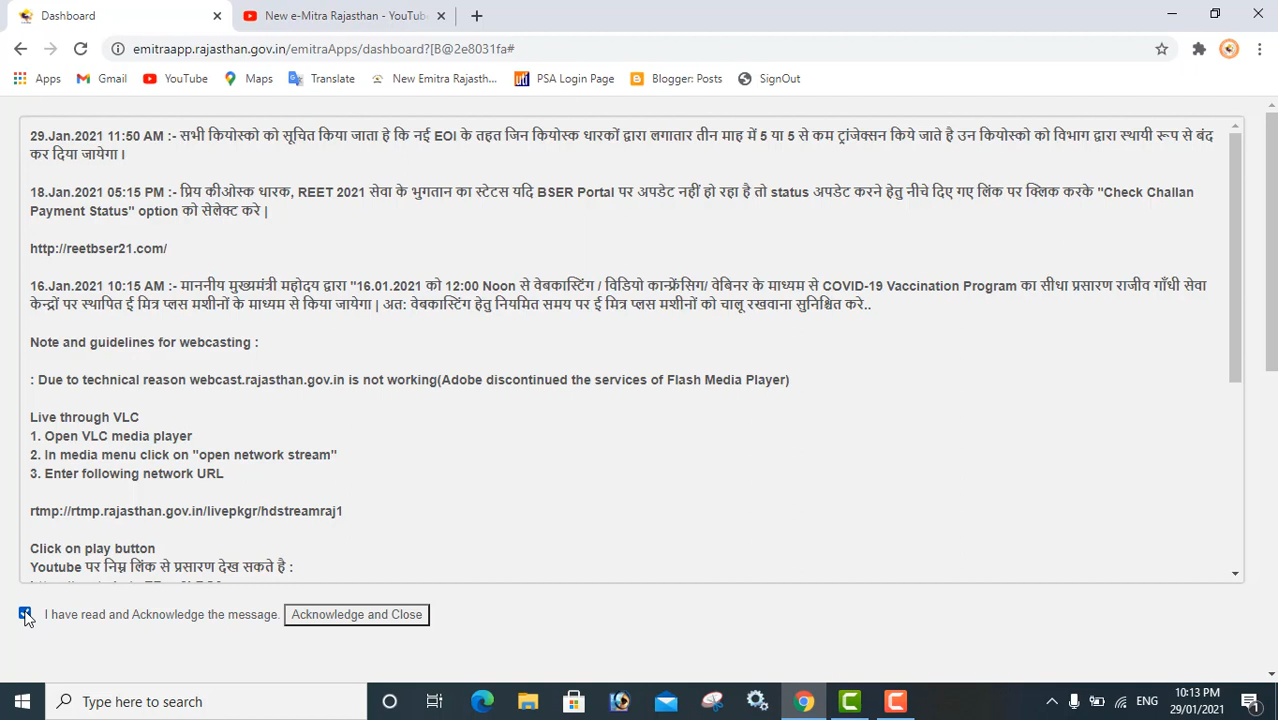 Dashboard
New e-Mitra Rajasthan - YouTub
emitraapp.rajasthan.gov.in/emitraApps/dashboard?[B@2e8031fa#
Apps Gmail YouTube Maps Translate New Emitra Rajasth... PSA Login Page Blogger: Posts SignOut
29.Jan.2021 11:50 AM :- सभी कियोस्को को सूचित किया जाता हे कि नई EOI के तहत जिन कियोस्क धारकों द्वारा लगातार तीन माह में 5 या 5 से कम ट्रांजेक्सन किये जाते है उन कियोस्को को विभाग द्वारा स्थायी रूप से बंद
कर दिया जायेगा ।
18.Jan.2021 05:15 PM :- प्रिय कीओस्क धारक, REET 2021 सेवा के भुगतान का स्टेटस यदि BSER Portal पर अपडेट नहीं हो रहा है तो status अपडेट करने हेतु नीचे दिए गए लिंक पर क्लिक करके "Check Challan
Payment Status" option को सेलेक्ट करे |
http://reetbser21.com/
16.Jan.2021 10:15 AM :- माननीय मुख्यमंत्री महोदय द्वारा "16.01.2021 को 12:00 Noon से वेबकास्टिंग / विडियो कान्फ्रेंसिग/ वेबिनर के माध्यम से COVID-19 Vaccination Program का सीधा प्रसारण राजीव गाँधी सेवा
केन्द्रों पर स्थापित ई मित्र प्लस मशीनों के माध्यम से किया जायेगा | अत: वेबकास्टिंग हेतु नियमित समय पर ई मित्र प्लस मशीनों को चालू रखवाना सुनिश्चित करे..
Note and guidelines for webcasting :
: Due to technical reason webcast.rajasthan.gov.in is not working(Adobe discontinued the services of Flash Media Player)
Live through VLC
1. Open VLC media player
2. In media menu click on "open network stream"
3. Enter following network URL
rtmp://rtmp.rajasthan.gov.in/livepkgr/hdstreamraj1
Click on play button
Youtube पर निम्न लिंक से प्रसारण देख सकते है :
I have read and Acknowledge the message. Acknowledge and Close
Type here to search
ENG
10:13 PM
29/01/2021
1